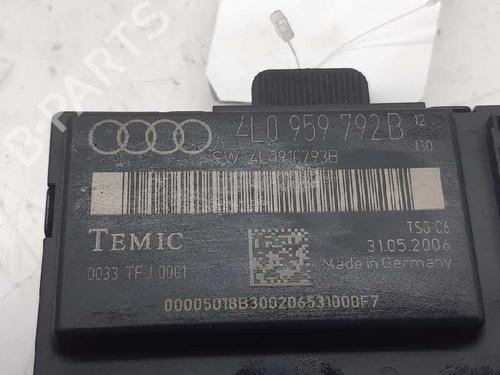 4L0 959 792B 12
SW 4L0910793B 130
TEMIC
TSG C6
31.05.2006
0033 TFJ 0001
Made in Germany
00005018B300206531000F7
B-PARTS